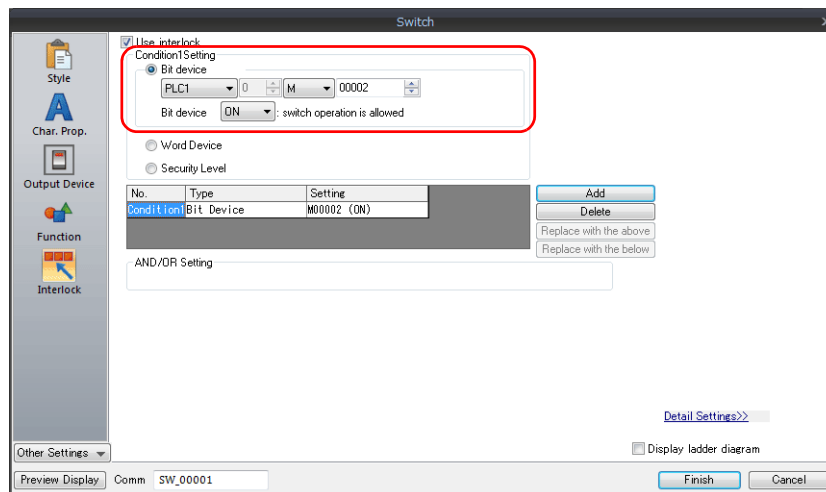 Switch
Use interlock
Condition1Setting
Bit device
PLC1 0 M 00002
Bit device ON : switch operation is allowed
Word Device
Security Level
No. Type Setting
Condition1 Bit Device M00002 (ON)
Add
Delete
Replace with the above
Replace with the below
AND/OR Setting
Style
Char. Prop.
Output Device
Function
Interlock
Detail Settings>>
Other Settings
Display ladder diagram
Preview Display Comm SW_00001 Finish Cancel